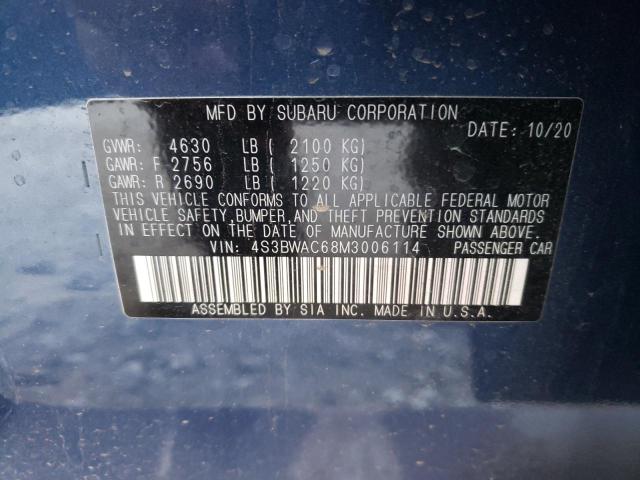 MFD BY SUBARU CORPORATION
DATE: 10/20
GVWR: 4630 LB ( 2100 KG)
GAWR: F 2756 LB ( 1250 KG)
GAWR: R 2690 LB ( 1220 KG)
THIS VEHICLE CONFORMS TO ALL APPLICABLE FEDERAL MOTOR
VEHICLE SAFETY,BUMPER,AND THEFT PREVENTION STANDARDS
IN EFFECT ON THE DATE OF MANUFACTURE SHOWN ABOVE.
VIN: 4S3BWAC68M3006114 PASSENGER CAR
ASSEMBLED BY SIA INC. MADE IN U.S.A.